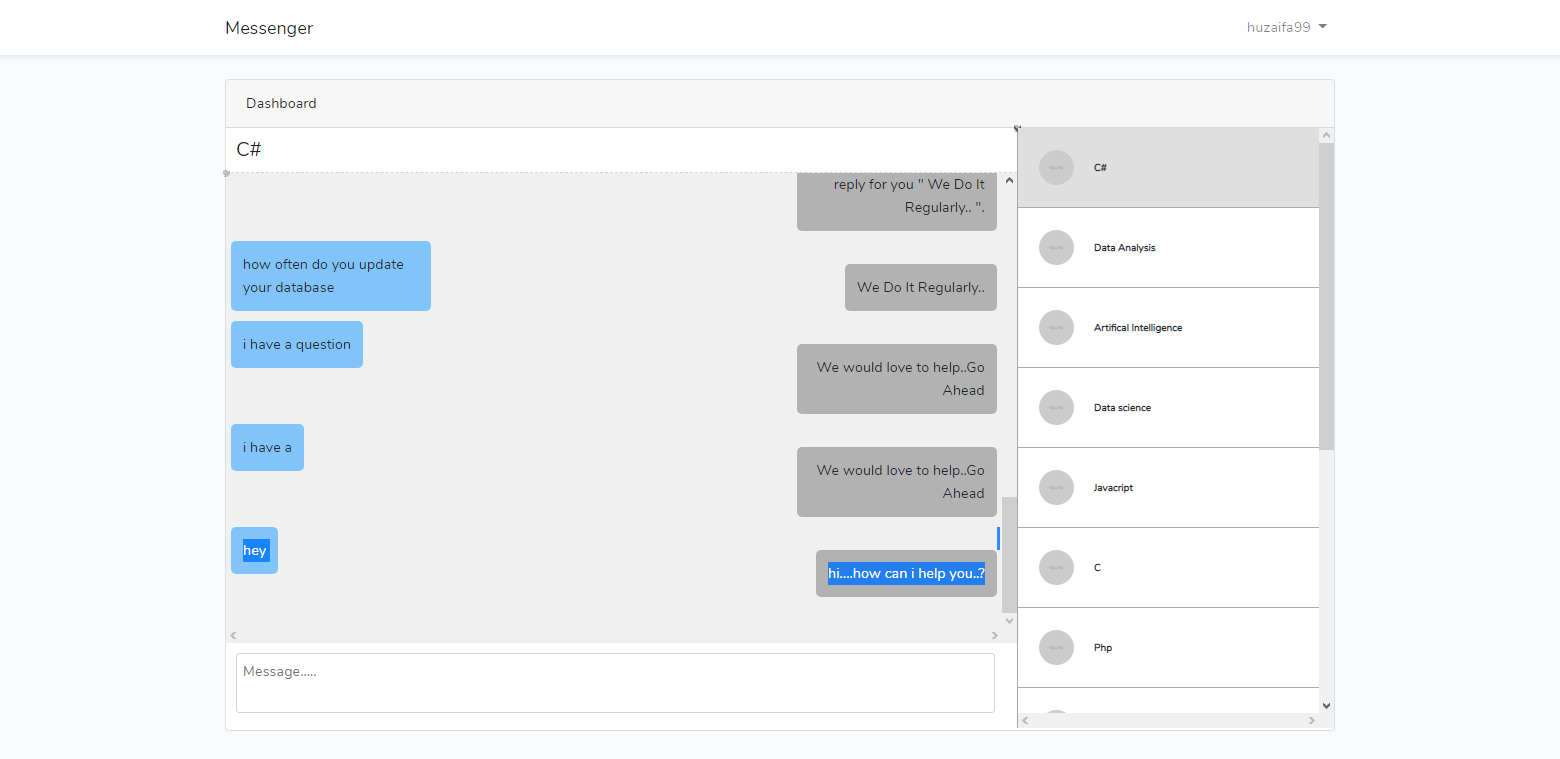 Messenger
huzaifa99
Dashboard
C#
reply for you " We Do It
Regularly.. ".
how often do you update
your database
We Do It Regularly..
i have a question
We would love to help..Go
Ahead
i have a
We would love to help..Go
Ahead
hey
hi....how can i help you..?
Message.....
C#
Data Analysis
Artifical Intelligence
Data science
Javacript
C
Php